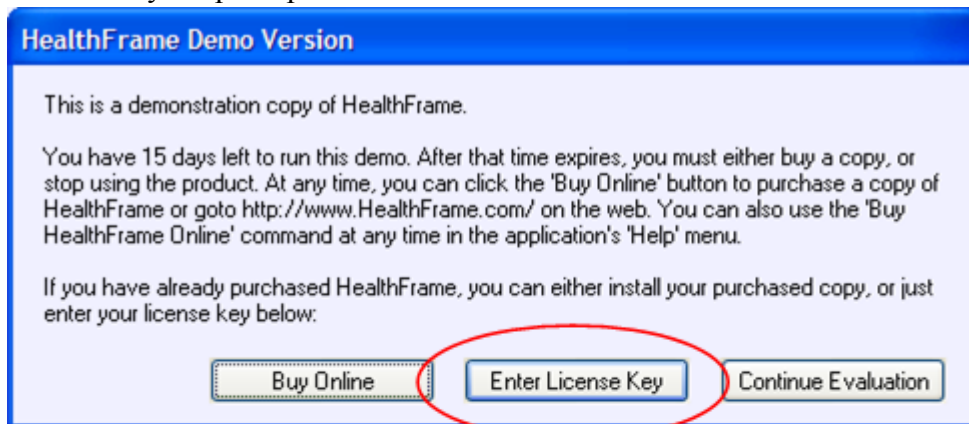 HealthFrame Demo Version
This is a demonstration copy of HealthFrame.
You have 15 days left to run this demo. After that time expires, you must either buy a copy, or
stop using the product. At any time, you can click the 'Buy Online' button to purchase a copy of
HealthFrame or goto http://www.HealthFrame.com/ on the web. You can also use the 'Buy
HealthFrame Online' command at any time in the application's 'Help' menu.
If you have already purchased HealthFrame, you can either install your purchased copy, or just
enter your license key below:
Buy Online Enter License Key Continue Evaluation